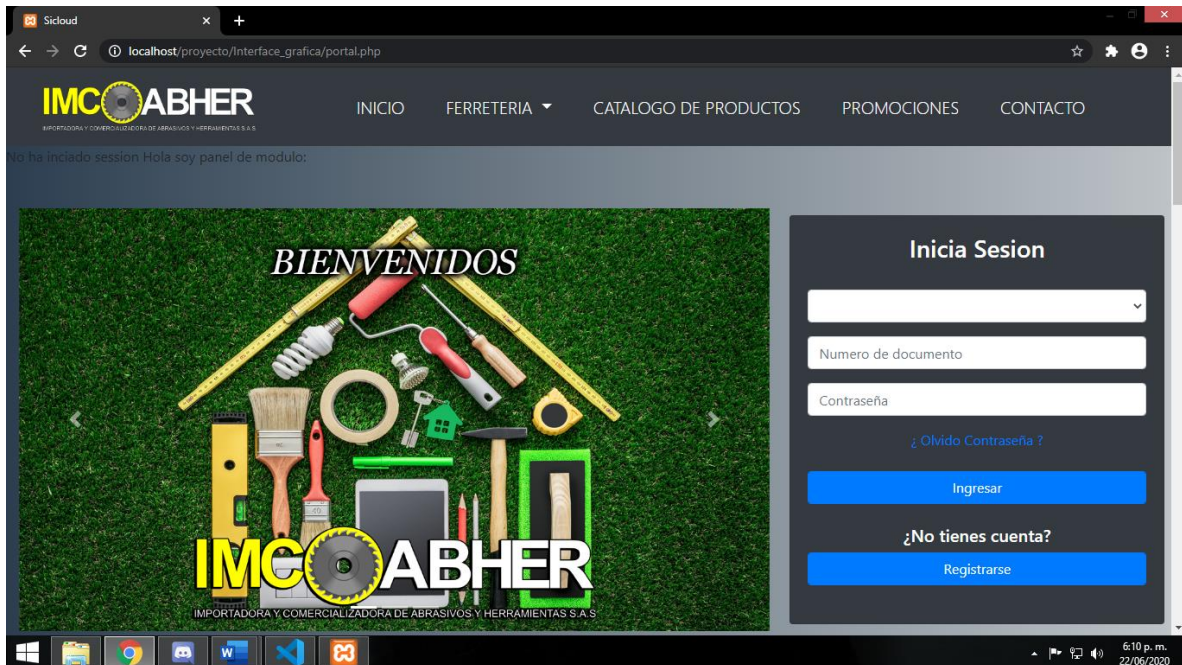 Sicloud
localhost/proyecto/Interface_grafica/portal.php
IMCOABHER
IMPORTADORA Y COMERCIALIZADORA DE ABRASIVOS Y HERRAMIENTAS S.A.S
INICIO FERRETERIA CATALOGO DE PRODUCTOS PROMOCIONES CONTACTO
No ha inciado session Hola soy panel de modulo:
BIENVENIDOS
IMCOABHER
IMPORTADORA Y COMERCIALIZADORA DE ABRASIVOS Y HERRAMIENTAS S.A.S
Inicia Sesion
Numero de documento
Contraseña
¿ Olvido Contraseña ?
Ingresar
¿No tienes cuenta?
Registrarse
6:10 p. m.
22/06/2020